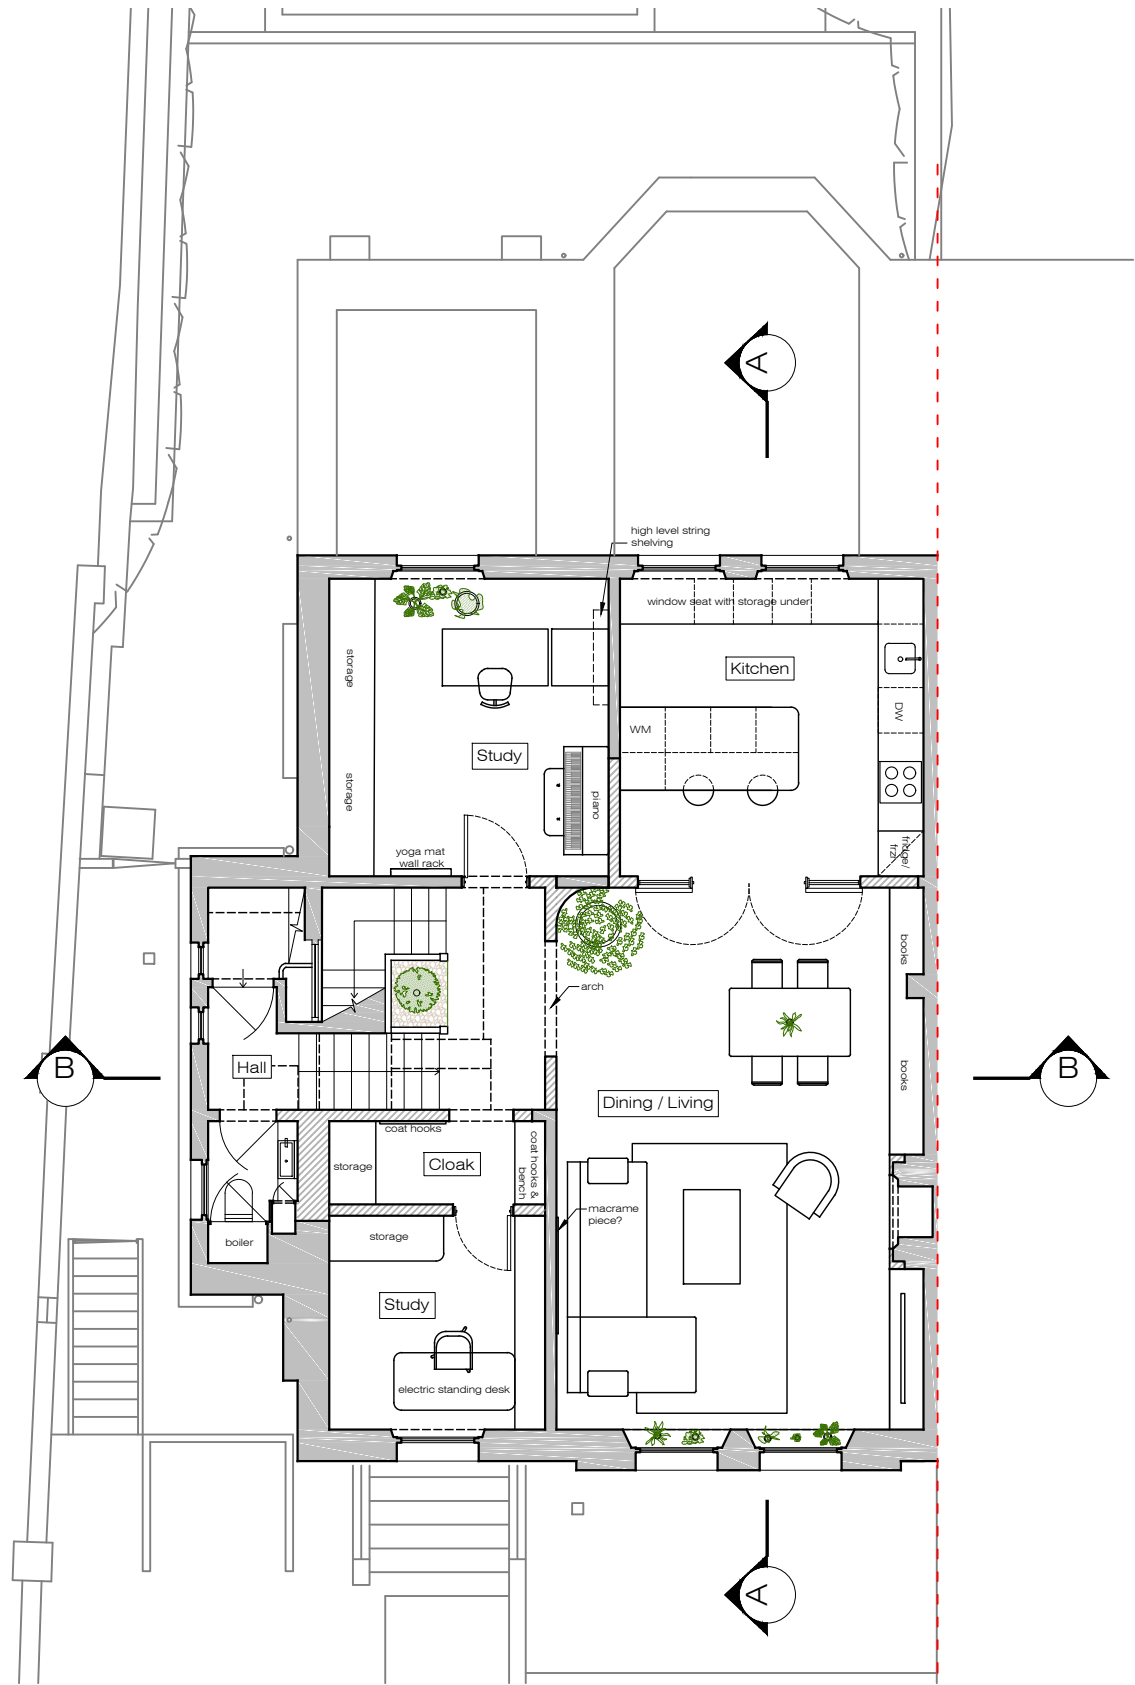 A
high level string
shelving
window seat with storage under
storage
Kitchen
DW
WM
Study
storage
piano
yoga mat
wall rack
fridge/
frz
books
arch
B
Hall
B
books
Dining / Living
coat hooks
coat hooks &
bench
Cloak
storage
macrame
piece?
storage
boiler
Study
electric standing desk
A